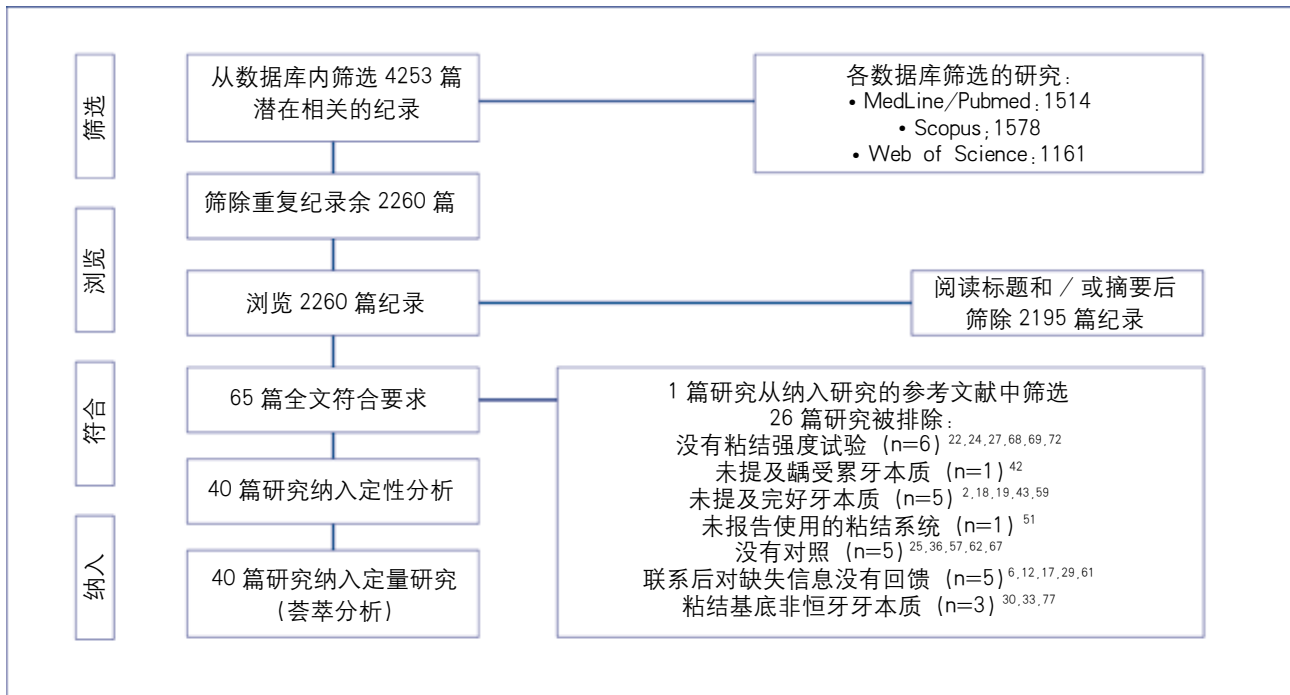 筛选
从数据库内筛选 4253 篇
潜在相关的纪录
各数据库筛选的研究：
• MedLine/Pubmed：1514
• Scopus；1578
• Web of Science：1161
筛除重复纪录余 2260 篇
浏览
浏览 2260 篇纪录
阅读标题和 / 或摘要后
筛除 2195 篇纪录
符合
65 篇全文符合要求
1 篇研究从纳入研究的参考文献中筛选
26 篇研究被排除：
没有粘结强度试验 (n=6) 22,24,27,68,69,72
未提及龋受累牙本质 (n=1) 42
未提及完好牙本质 (n=5) 2,18,19,43,59
未报告使用的粘结系统 (n=1) 51
没有对照 (n=5) 25,36,57,62,67
联系后对缺失信息没有回馈 (n=5) 6,12,17,29,61
粘结基底非恒牙牙本质 (n=3) 30,33,77
40 篇研究纳入定性分析
纳入
40 篇研究纳入定量研究
(荟萃分析)